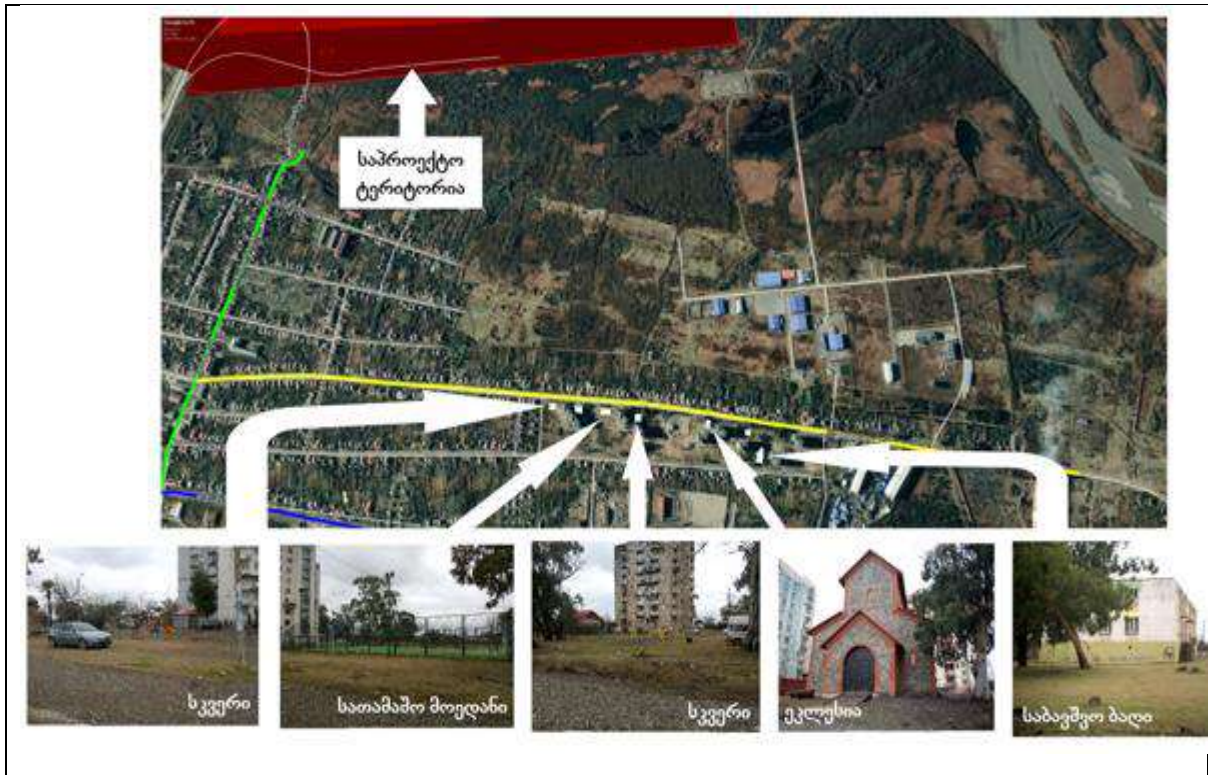 საპროექტო
ტერიტორია
სკვერი
სათამაშო მოედანი
სკვერი
ეკლესია
საბავშვო ბაღი